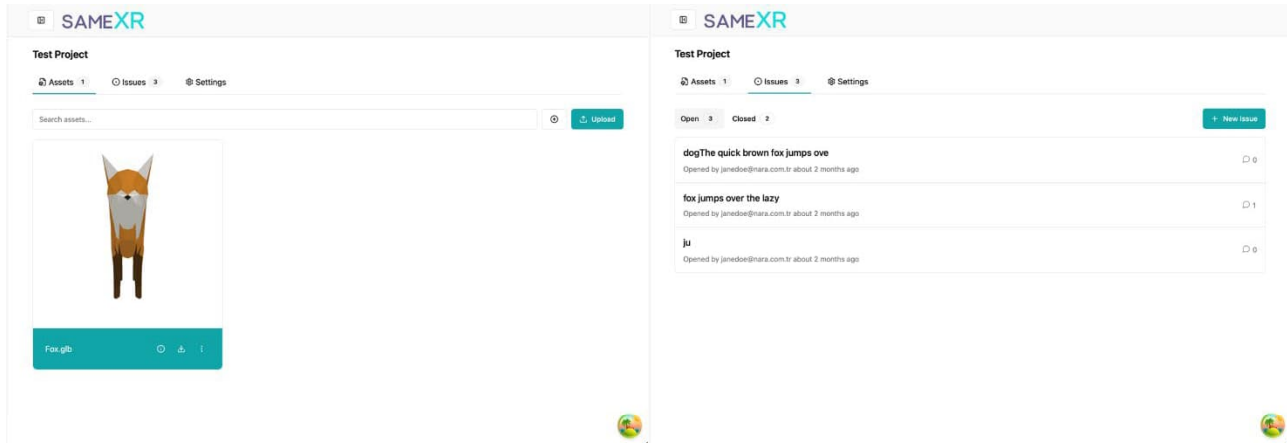 SAMEXR
Test Project
Assets 1 Issues 3 Settings
Search assets...
Upload
Fox.glb
SAMEXR
Test Project
Assets 1 Issues 3 Settings
Open 3 Closed 2
+ New Issue
dogThe quick brown fox jumps ove
Opened by janedoe@nara.com.tr about 2 months ago
0
fox jumps over the lazy
Opened by janedoe@nara.com.tr about 2 months ago
1
ju
Opened by janedoe@nara.com.tr about 2 months ago
0